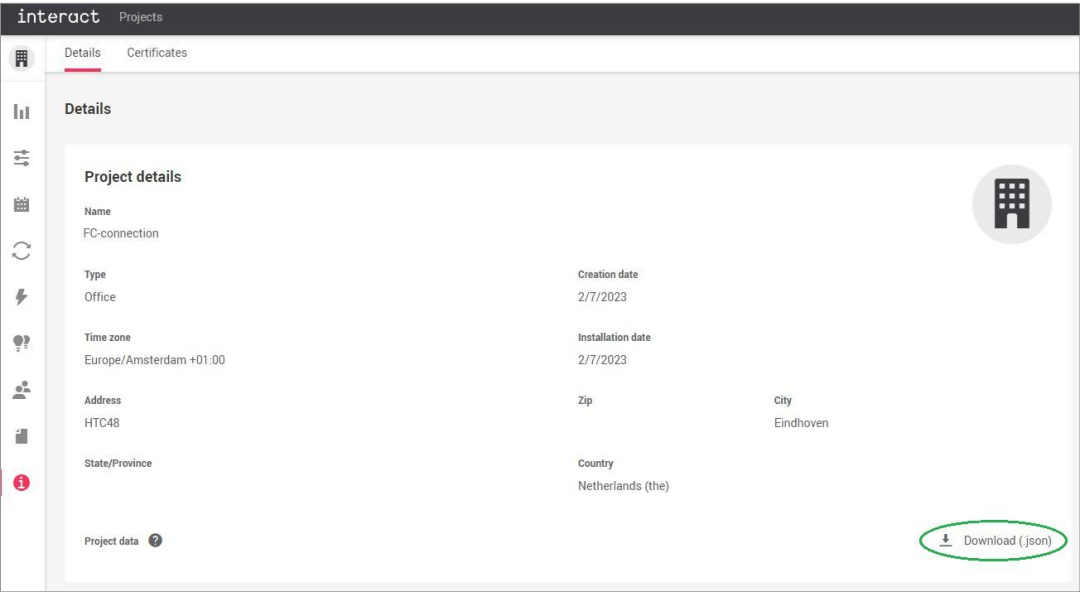 interact Projects
Details Certificates
Details
Project details
Name
FC-connection
Type Creation date
Office 2/7/2023
Time zone Installation date
Europe/Amsterdam +01:00 2/7/2023
Address Zip City
HTC48 Eindhoven
State/Province Country
Netherlands (the)
Project data ? Download (.json)